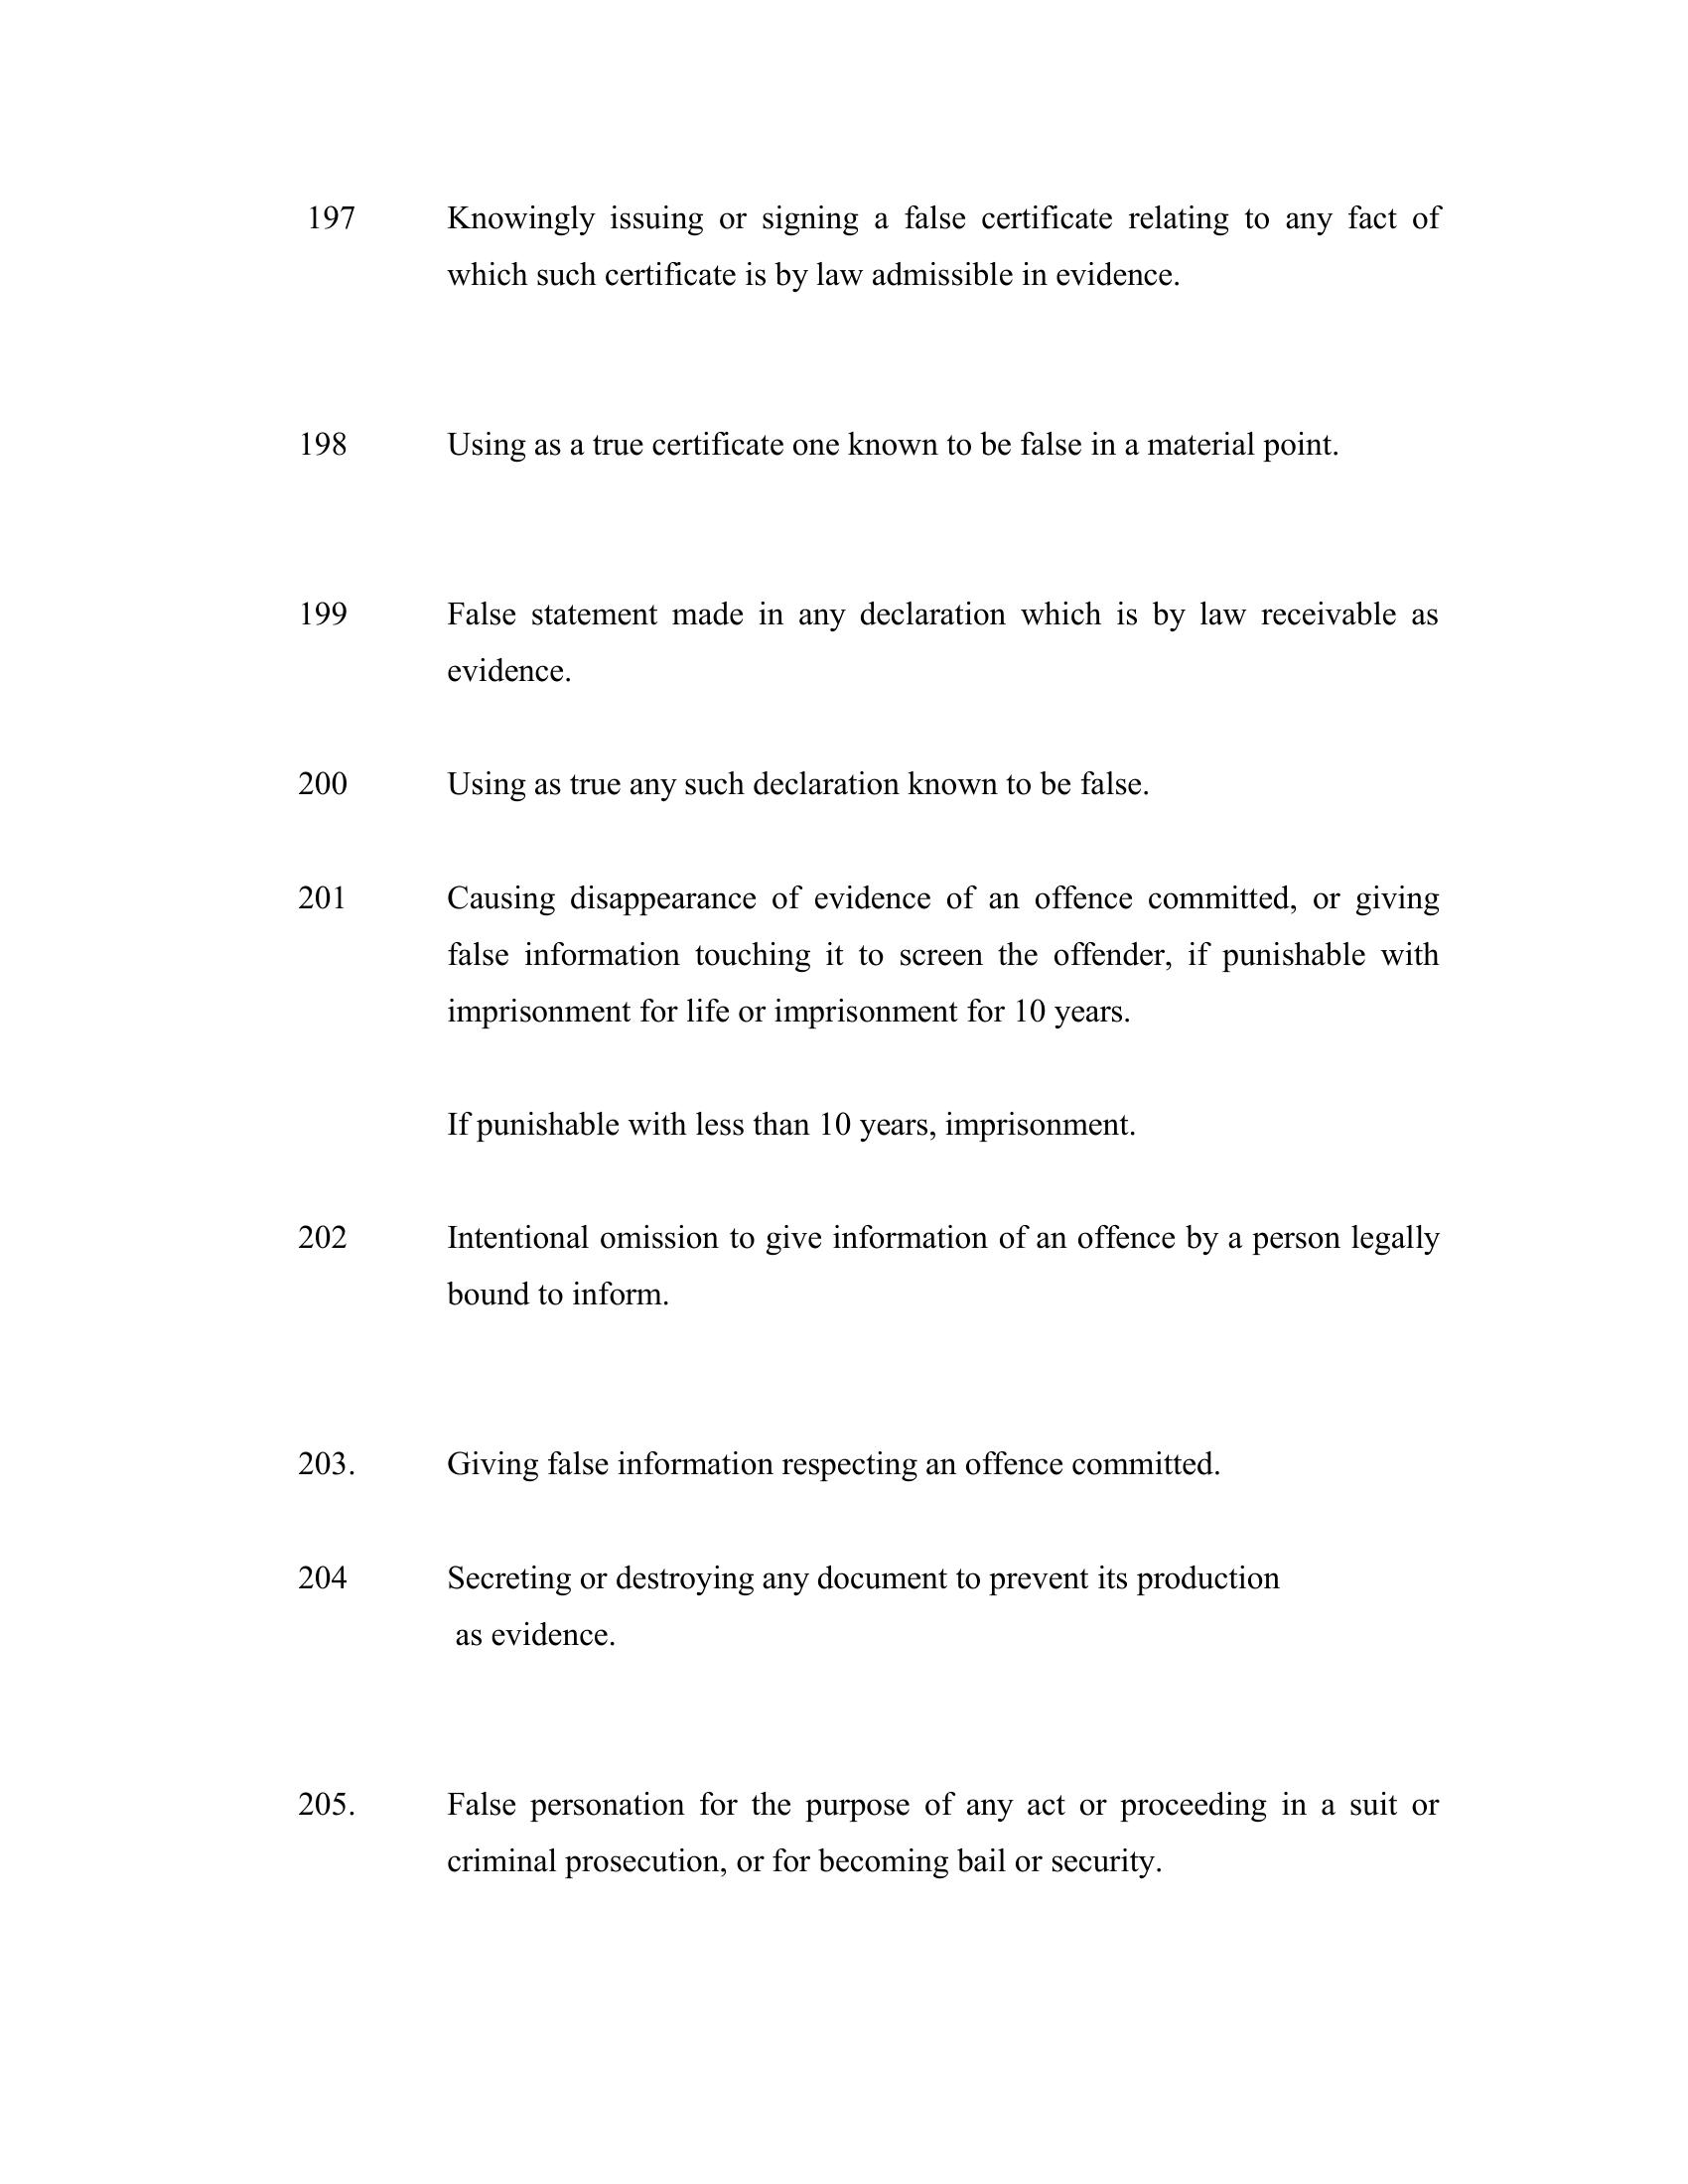 197 Knowingly issuing or signing a false certificate relating to any fact of
which such certificate is by law admissible in evidence.
198 Using as a true certificate one known to be false in a material point.
199 False statement made in any declaration which is by law receivable as
evidence.
200 Using as true any such declaration known to be false.
201 Causing disappearance of evidence of an offence committed, or giving
false information touching it to screen the offender, if punishable with
imprisonment for life or imprisonment for 10 years.
If punishable with less than 10 years, imprisonment.
202 Intentional omission to give information of an offence by a person legally
bound to inform.
203. Giving false information respecting an offence committed.
204 Secreting or destroying any document to prevent its production
as evidence.
205. False personation for the purpose of any act or proceeding in a suit or
criminal prosecution, or for becoming bail or security.